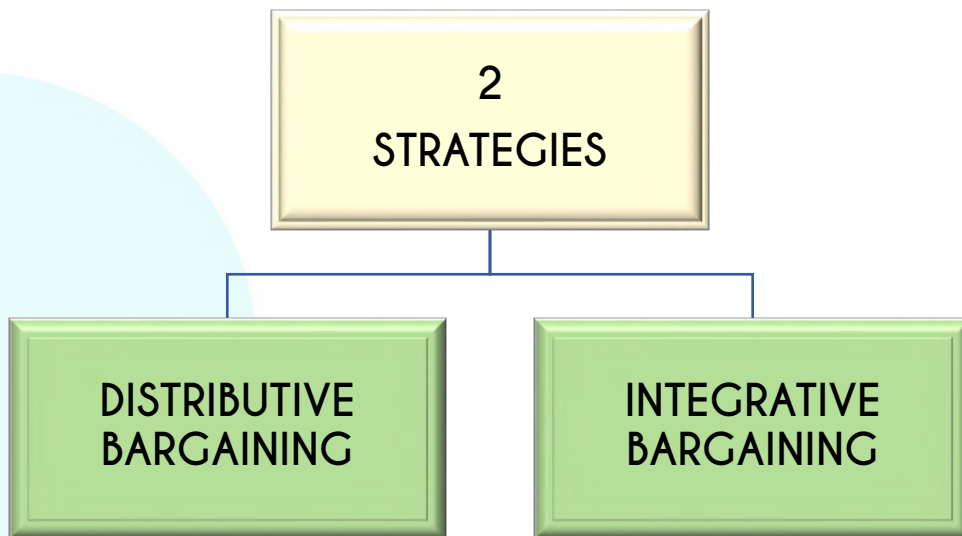 2
STRATEGIES
DISTRIBUTIVE
BARGAINING
INTEGRATIVE
BARGAINING